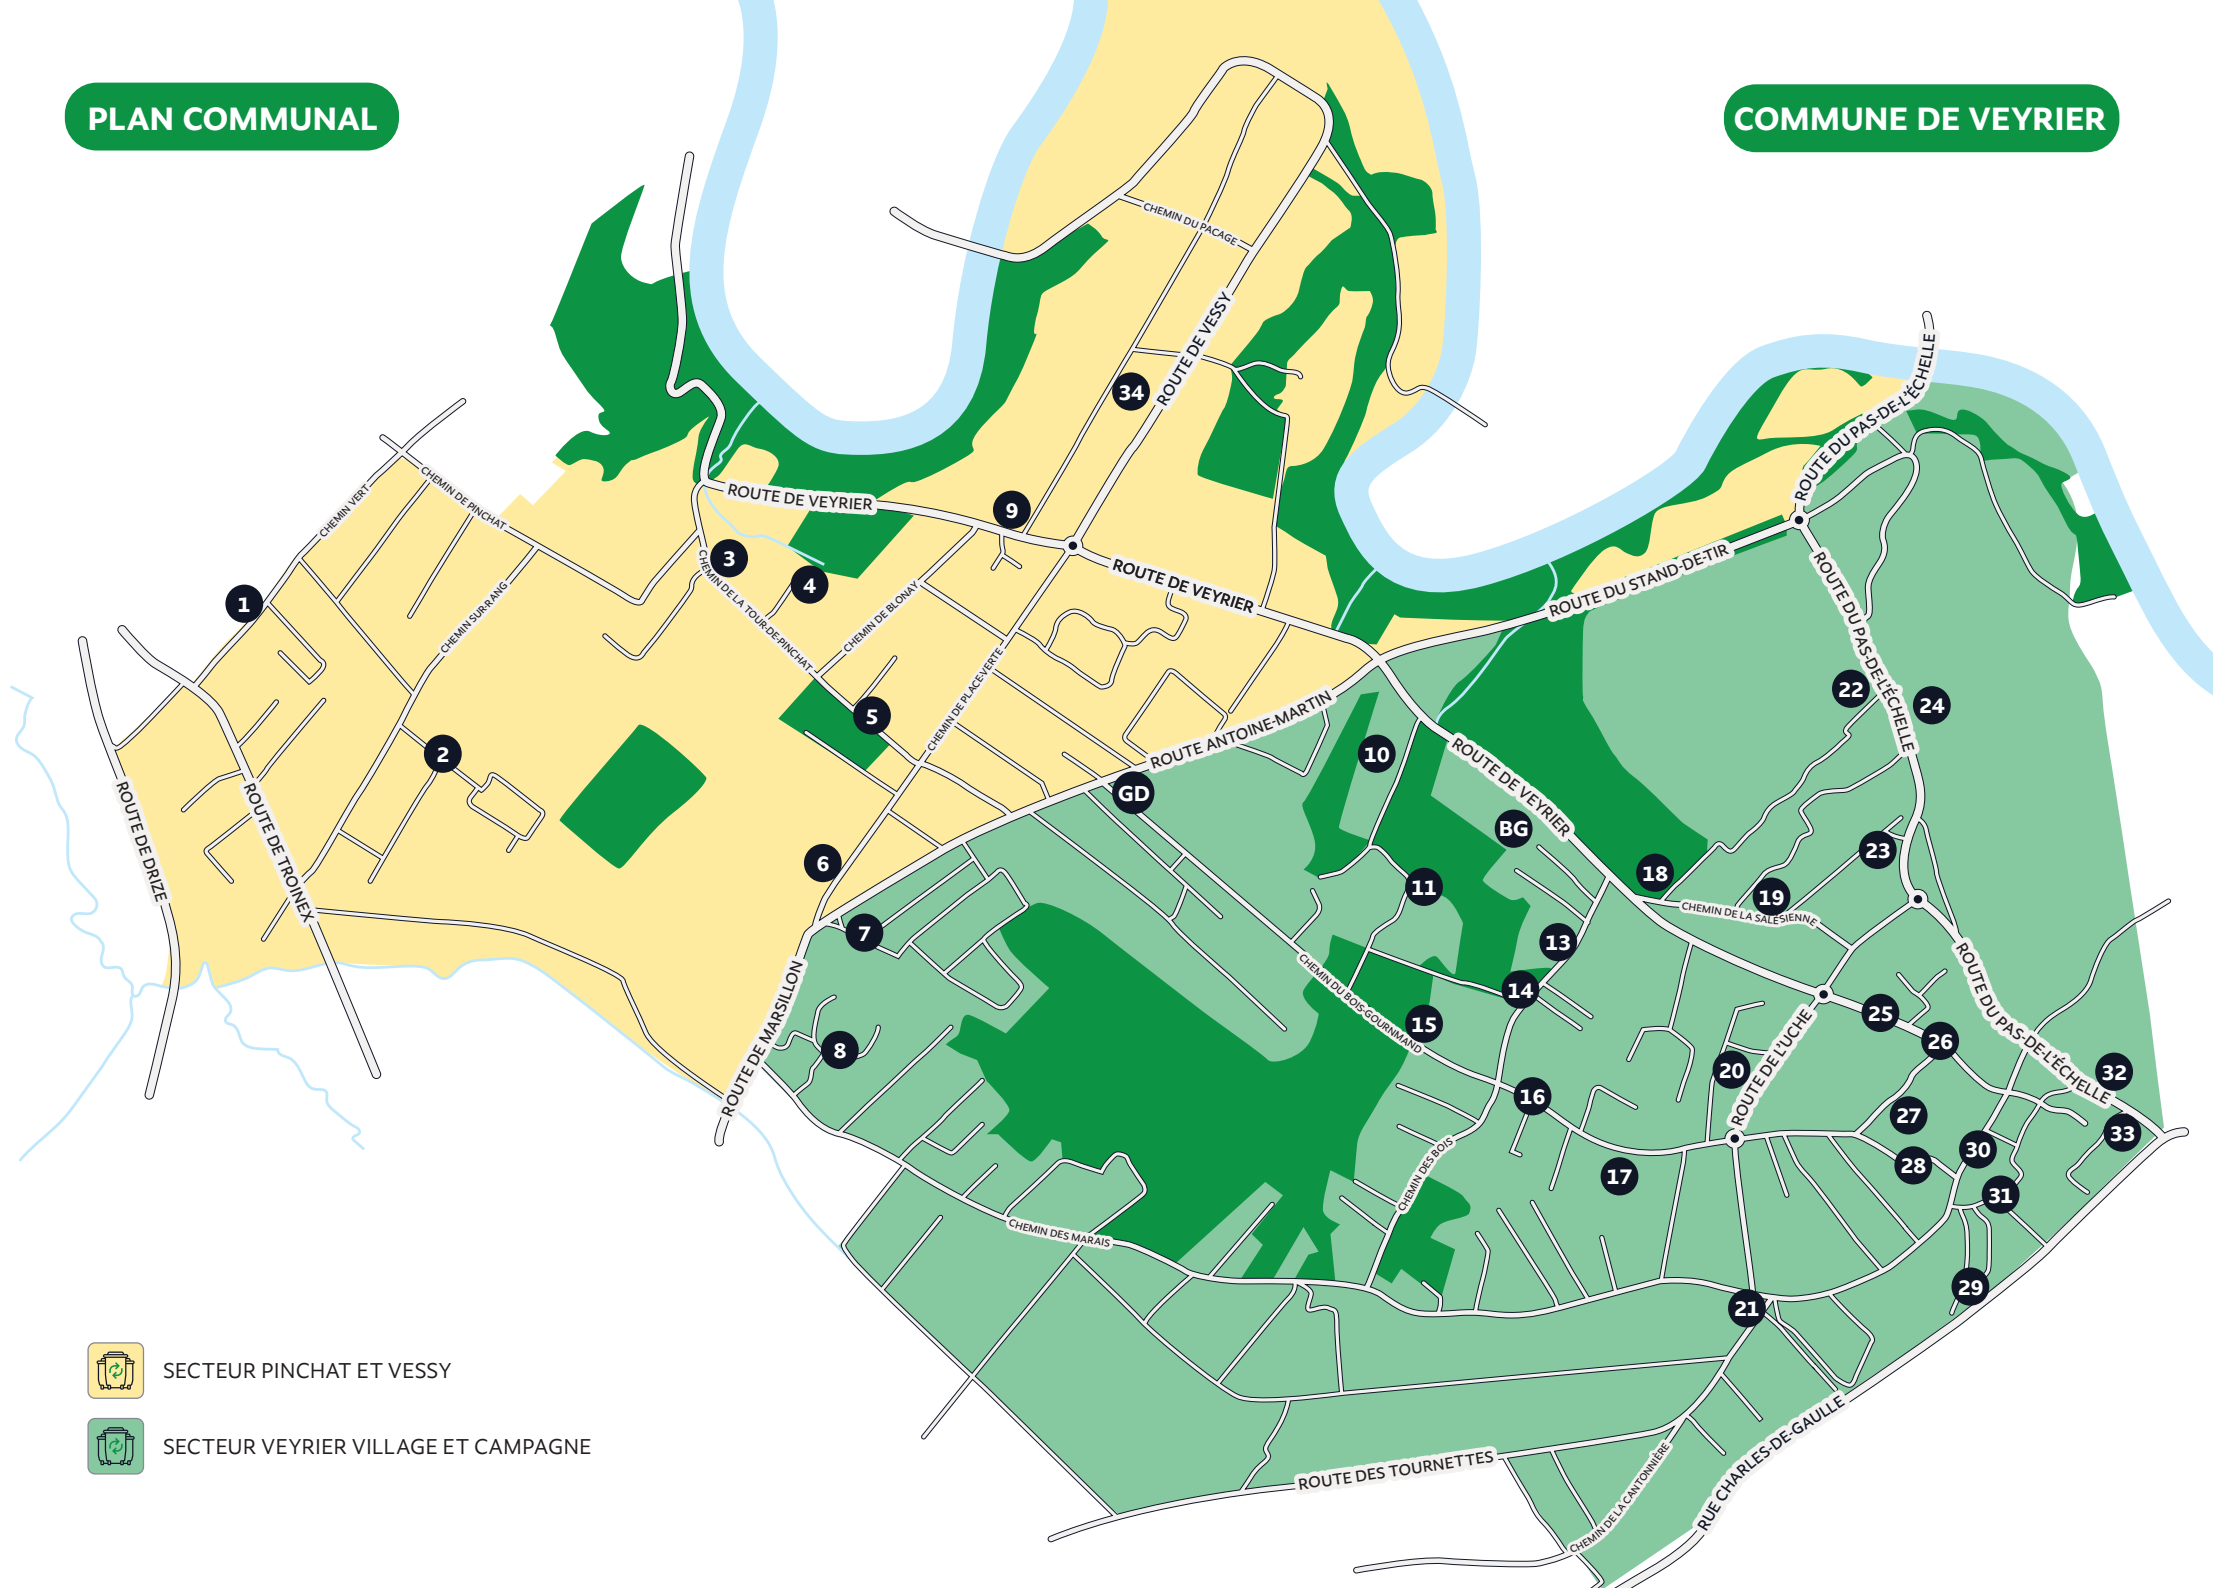 PLAN COMMUNAL
COMMUNE DE VEYRIER
CHEMIN DU PACAGE
ROUTE DE VESSY
34
ROUTE DU PAS-DE-L'ÉCHELLE
ROUTE DU PAS-DE-L'ÉCHELLE
CHEMIN DE PINCHAT
CHEMIN VERT
ROUTE DE VEYRIER
9
3
4
CHEMIN DE LA TOUR-DE-PINCHAT
CHEMIN DE BLONAY
ROUTE DE VEYRIER
ROUTE DU STAND-DE-TIR
1
CHEMIN SUR-RANG
CHEMIN DE PLACE-VERTE
5
ROUTE ANTOINE-MARTIN
22
24
2
10
ROUTE DE VEYRIER
ROUTE DE DRIZE
ROUTE DE TROINEX
GD
BG
6
11
18
23
19
CHEMIN DE LA SALÉSIENNE
7
13
CHEMIN DU BOIS-GOURNMAND
14
15
ROUTE DE MARSILLON
8
ROUTE DU PAS-DE-L'ÉCHELLE
25
26
ROUTE DE L'UCHE
20
32
16
27
33
CHEMIN DES BOIS
17
28
30
31
CHEMIN DES MARAIS
29
21
SECTEUR PINCHAT ET VESSY
SECTEUR VEYRIER VILLAGE ET CAMPAGNE
ROUTE DES TOURNETTES
CHEMIN DE LA CANTONNIÈRE
RUE CHARLES-DE-GAULLE